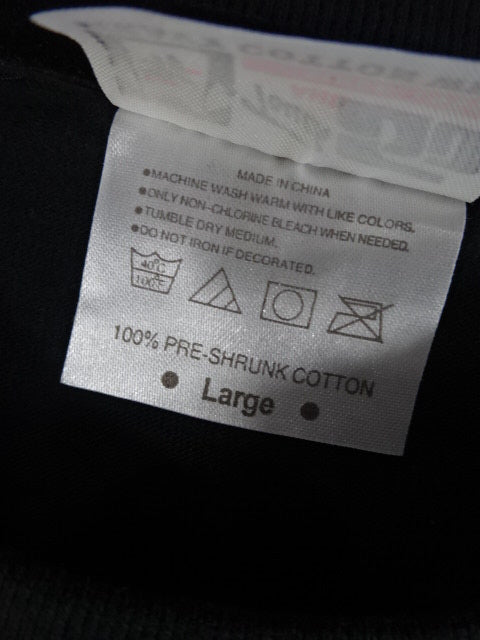 COTTON
MADE IN CHINA
●MACHINE WASH WARM WITH LIKE COLORS.
●ONLY NON-CHLORINE BLEACH WHEN NEEDED.
●TUMBLE DRY MEDIUM.
●DO NOT IRON IF DECORATED.
40°C
100°F
100% PRE-SHRUNK COTTON
● Large ●